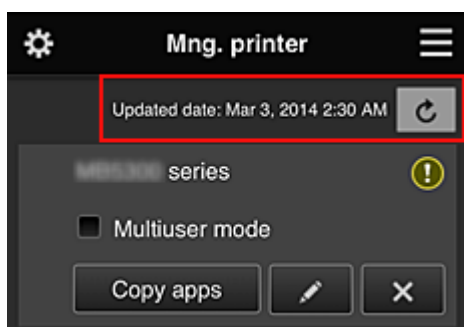 Mng. printer
Updated date: Mar 3, 2014 2:30 AM
series
Multiuser mode
Copy apps